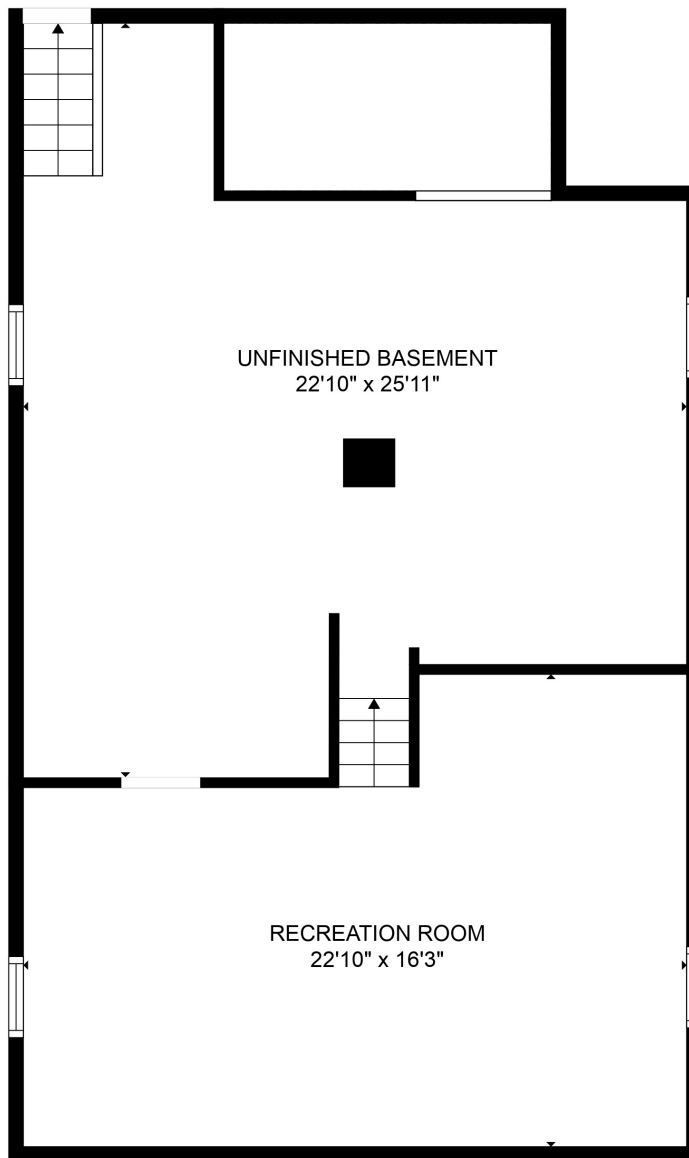 UNFINISHED BASEMENT
22'10" x 25'11"
RECREATION ROOM
22'10" x 16'3"